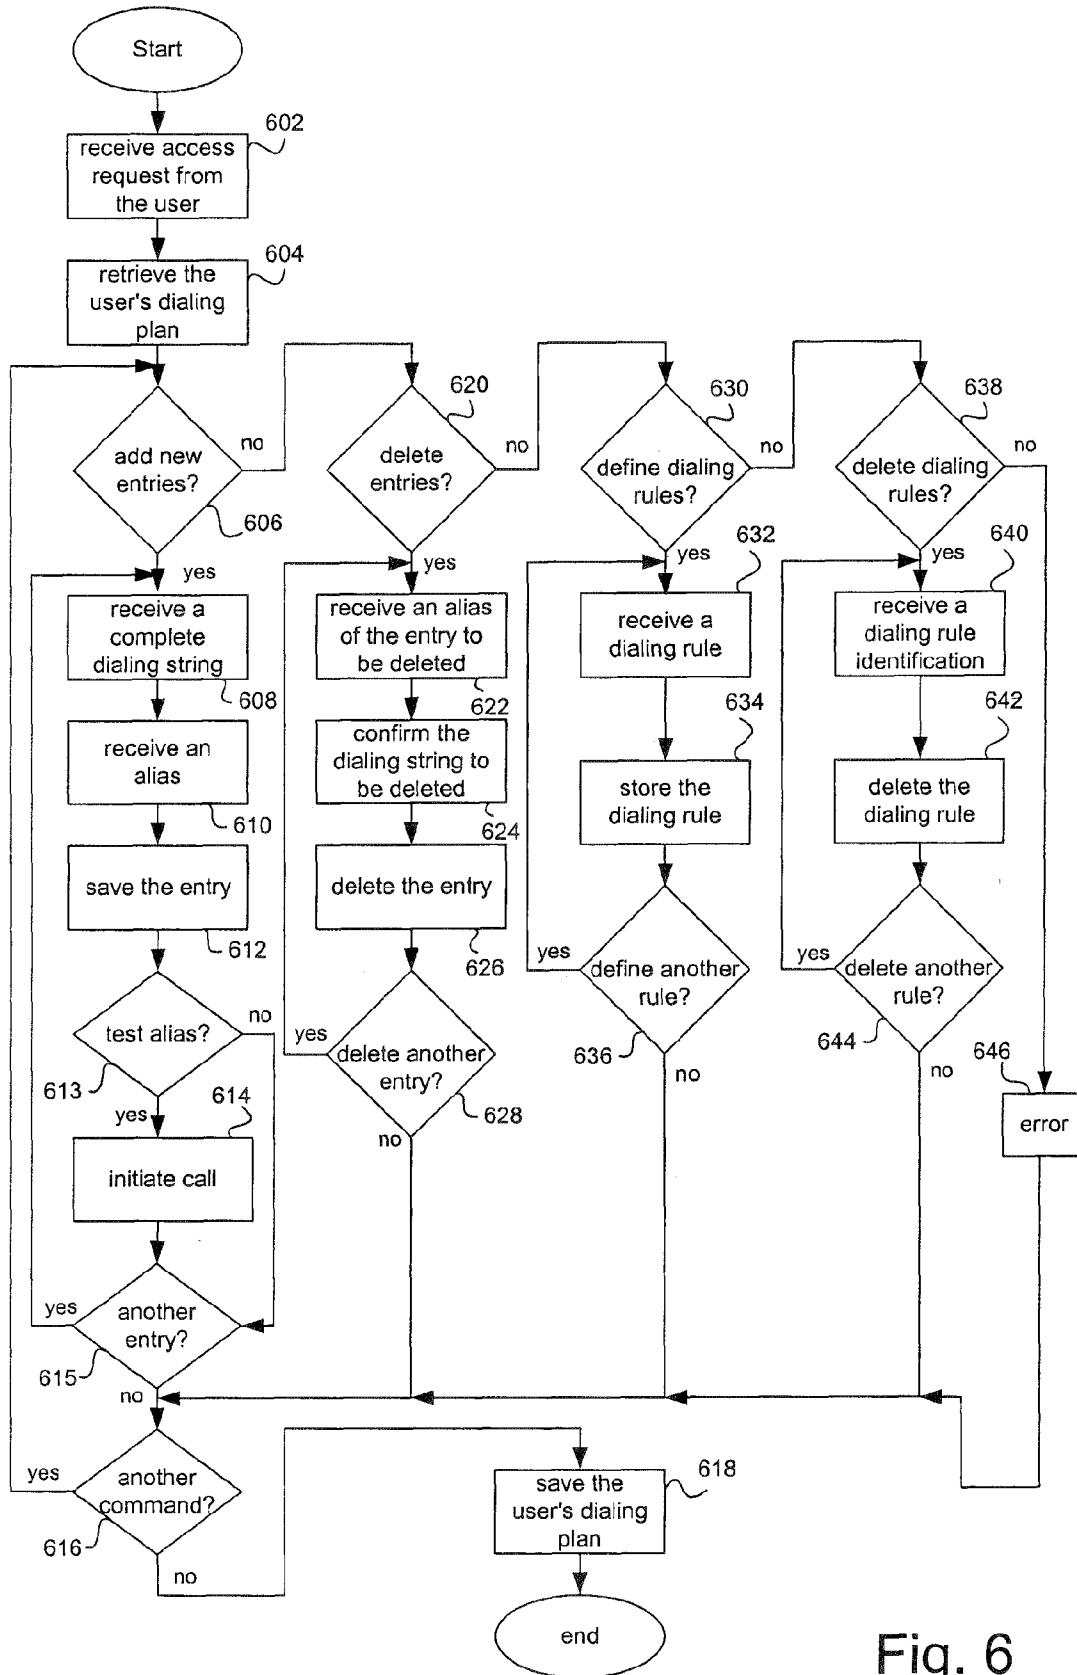 Start
602
receive access
request from
the user
604
retrieve the
user's dialing
plan
add new
entries?
no
606
yes
receive a
complete
dialing string
608
receive an
alias
610
save the entry
612
test alias?
no
613
yes
614
initiate call
another
entry?
yes
615
no
another
command?
yes
616
no
620
delete
entries?
no
yes
receive an alias
of the entry to
be deleted
622
confirm the
dialing string to
be deleted
624
delete the entry
626
yes
delete another
entry?
628
no
630
define dialing
rules?
no
yes
632
receive a
dialing rule
634
store the
dialing rule
yes
define another
rule?
636
no
638
delete dialing
rules?
no
yes
640
receive a
dialing rule
identification
642
delete the
dialing rule
yes
delete another
rule?
644
no
646
error
618
save the
user's dialing
plan
end
Fig. 6